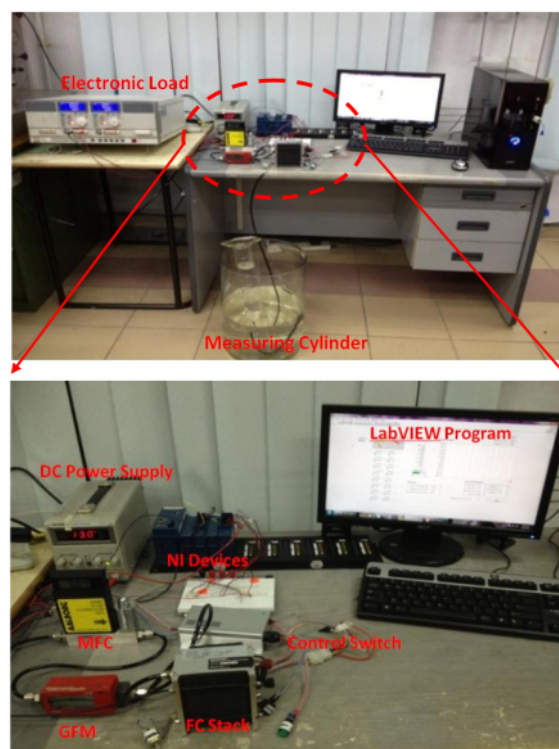 Electronic Load
Measuring Cylinder
LabVIEW Program
DC Power Supply
NI Devices
MFC
Control Switch
GFM
FC Stack